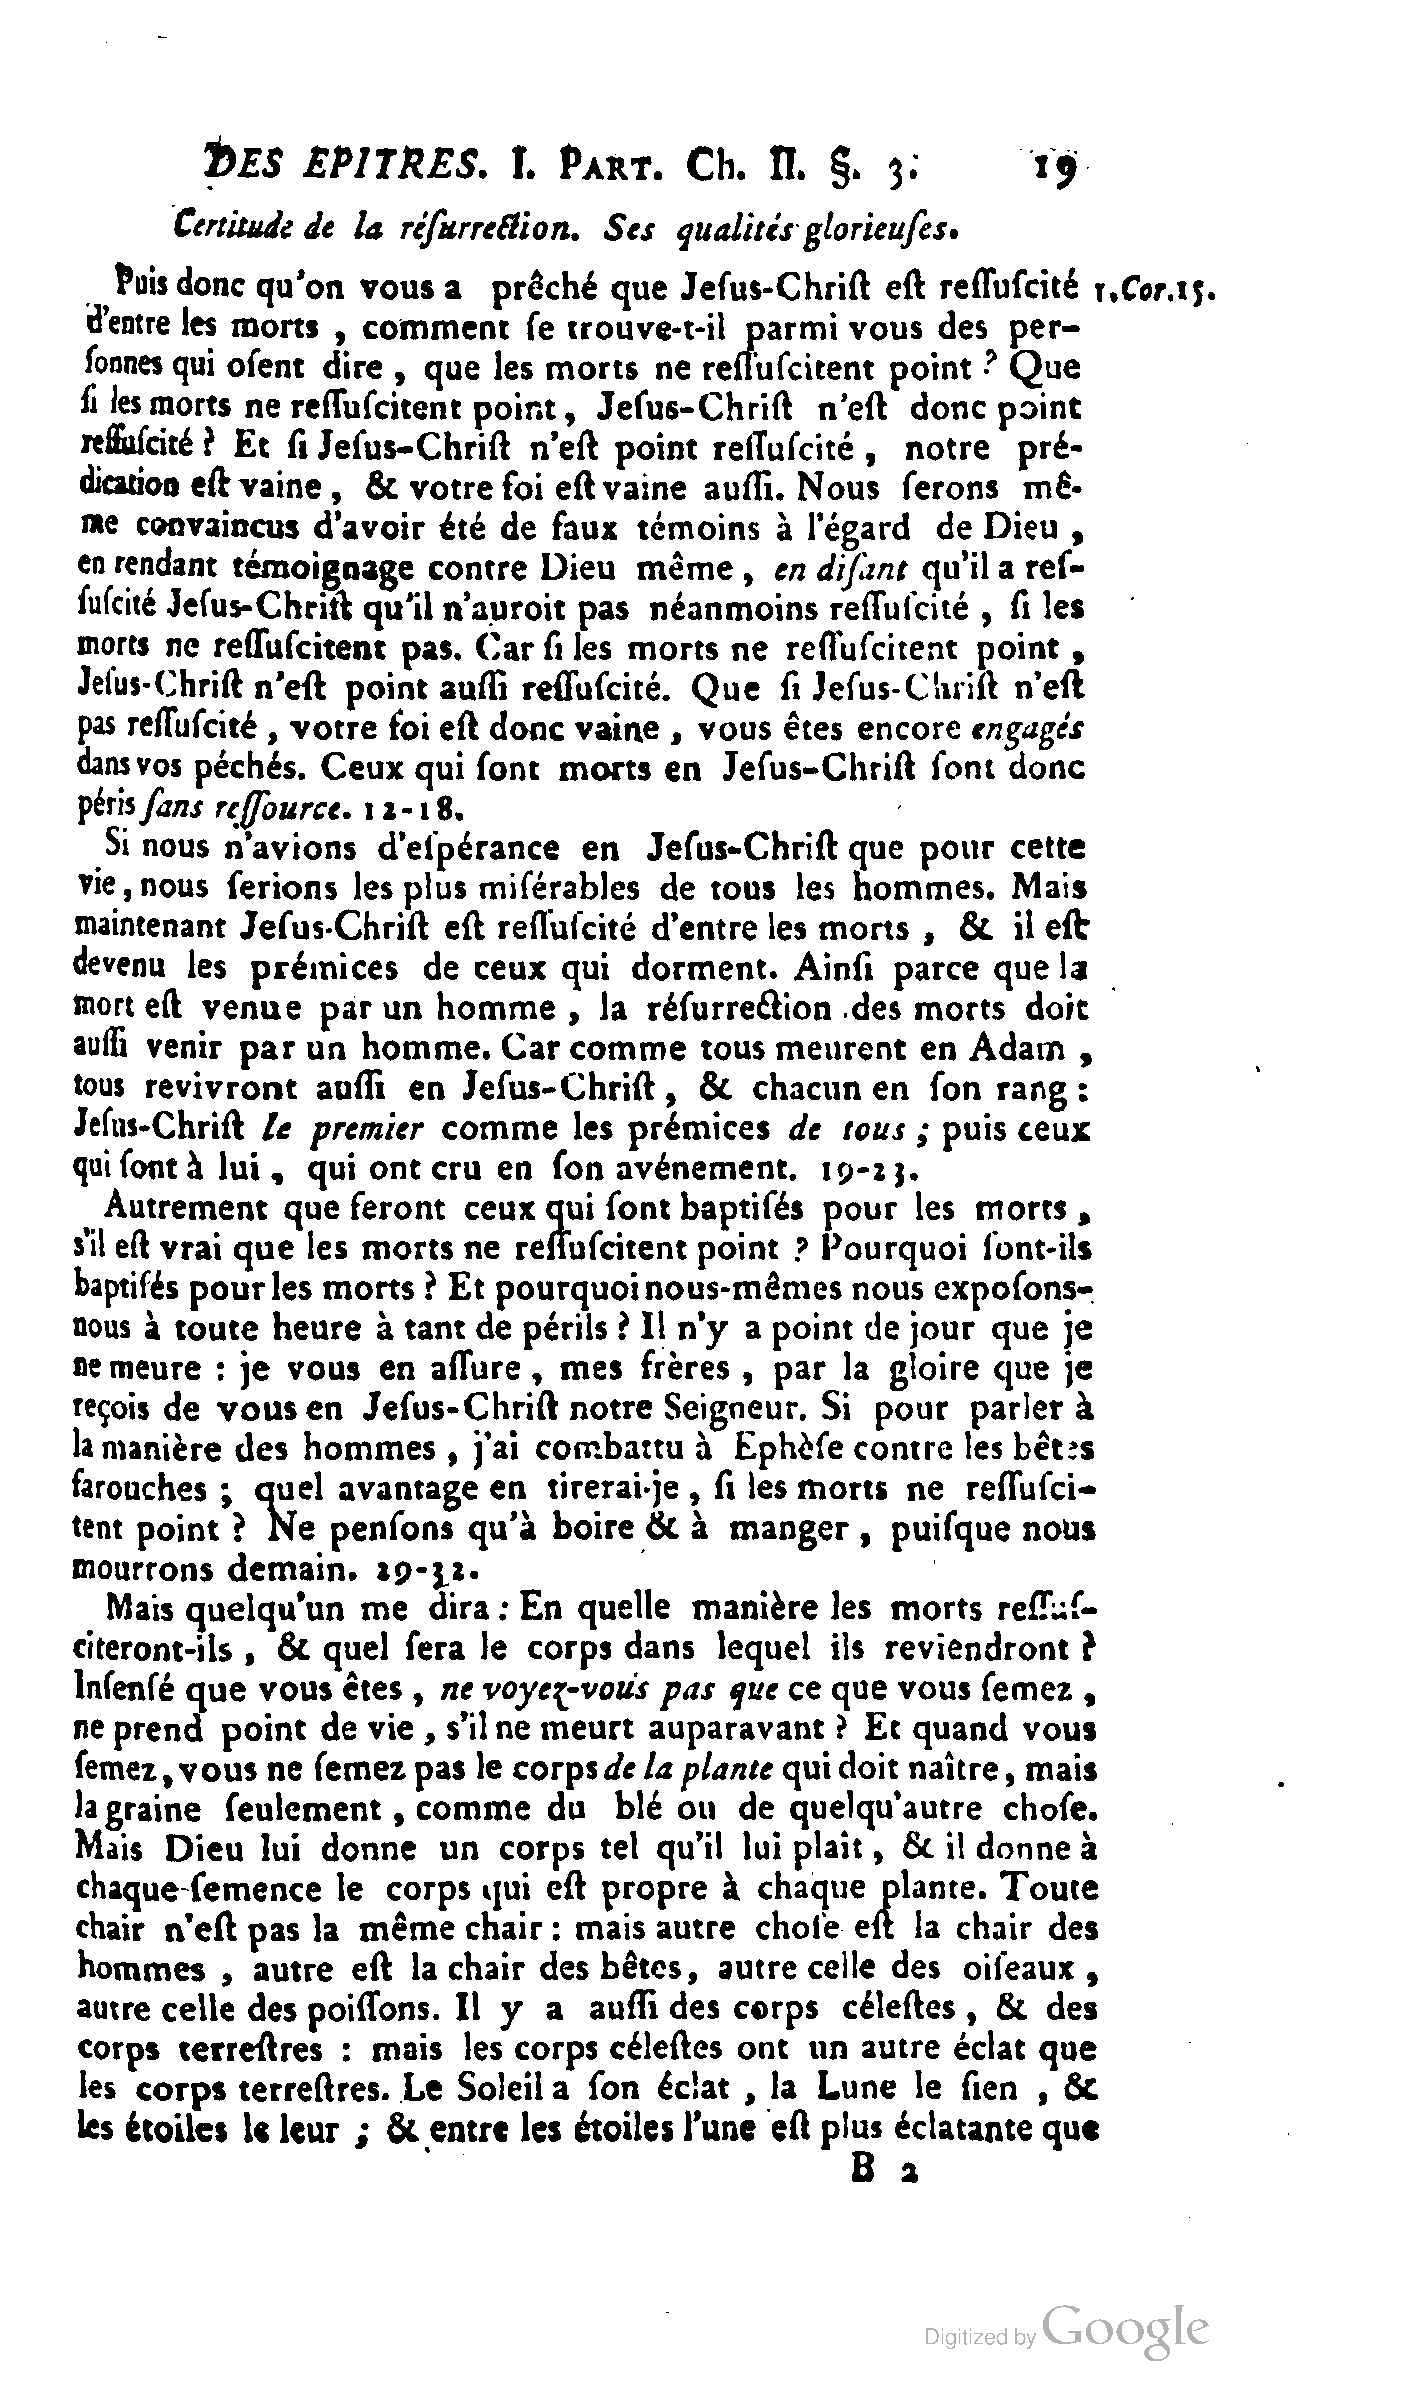 DES EPITRES. I. PART. Ch. II. §. 3. 19
Certitude de la réſurrection. Ses qualités glorieuſes.
Puis donc qu'on vous a prêché que Jeſus-Chriſt eſt reſſuſcité 1.Cor.15.
d'entre les morts, comment ſe trouve-t-il parmi vous des per-
ſonnes qui oſent dire, que les morts ne reſſuſcitent point? Que
ſi les morts ne reſſuſcitent point, Jeſus-Chriſt n'eſt donc point
reſſuſcité? Et ſi Jeſus-Chriſt n'eſt point reſſuſcité, notre pré-
dication eſt vaine, & votre foi eſt vaine auſſi. Nous ſerons mê-
me convaincus d'avoir été de faux témoins à l'égard de Dieu,
en rendant témoignage contre Dieu même, en diſant qu'il a reſ-
ſuſcité Jeſus-Chriſt qu'il n'auroit pas néanmoins reſſuſcité, ſi les
morts ne reſſuſcitent pas. Car ſi les morts ne reſſuſcitent point,
Jeſus-Chriſt n'eſt point auſſi reſſuſcité. Que ſi Jeſus-Chriſt n'eſt
pas reſſuſcité, votre foi eſt donc vaine, vous êtes encore engagés
dans vos péchés. Ceux qui ſont morts en Jeſus-Chriſt ſont donc
péris ſans reſſource. 12-18.
Si nous n'avions d'eſpérance en Jeſus-Chriſt que pour cette
vie, nous ſerions les plus miſérables de tous les hommes. Mais
maintenant Jeſus-Chriſt eſt reſſuſcité d'entre les morts, & il eſt
devenu les prémices de ceux qui dorment. Ainſi parce que la
mort eſt venue par un homme, la réſurrection des morts doit
auſſi venir par un homme. Car comme tous meurent en Adam,
tous revivront auſſi en Jeſus-Chriſt, & chacun en ſon rang:
Jeſus-Chriſt le premier comme les prémices de tous; puis ceux
qui ſont à lui, qui ont cru en ſon avénement. 19-23.
Autrement que feront ceux qui ſont baptiſés pour les morts,
s'il eſt vrai que les morts ne reſſuſcitent point? Pourquoi ſont-ils
baptiſés pour les morts? Et pourquoi nous-mêmes nous expoſons-
nous à toute heure à tant de périls? Il n'y a point de jour que je
ne meure: je vous en aſſure, mes frères, par la gloire que je
reçois de vous en Jeſus-Chriſt notre Seigneur. Si pour parler à
la manière des hommes, j'ai combattu à Ephèſe contre les bêtes
farouches; quel avantage en tirerai-je, ſi les morts ne reſſuſci-
tent point? Ne penſons qu'à boire & à manger, puiſque nous
mourrons demain. 29-32.
Mais quelqu'un me dira: En quelle manière les morts reſſuſ-
citeront-ils, & quel ſera le corps dans lequel ils reviendront?
Inſenſé que vous êtes, ne voyez-vous pas que ce que vous ſemez,
ne prend point de vie, s'il ne meurt auparavant? Et quand vous
ſemez, vous ne ſemez pas le corps de la plante qui doit naître, mais
la graine ſeulement, comme du blé ou de quelqu'autre choſe.
Mais Dieu lui donne un corps tel qu'il lui plait, & il donne à
chaque ſemence le corps qui eſt propre à chaque plante. Toute
chair n'eſt pas la même chair: mais autre choſe eſt la chair des
hommes, autre eſt la chair des bêtes, autre celle des oiſeaux,
autre celle des poiſſons. Il y a auſſi des corps céleſtes, & des
corps terreſtres: mais les corps céleſtes ont un autre éclat que
les corps terreſtres. Le Soleil a ſon éclat, la Lune le ſien, &
les étoiles le leur; & entre les étoiles l'une eſt plus éclatante que
B 2
Digitized by Google